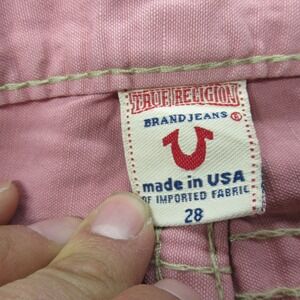 TRUE RELIGION
BRAND JEANS ®
made in USA
OF IMPORTED FABRIC
28